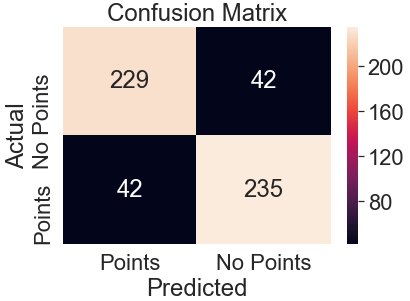 Confusion Matrix
Actual
No Points
Points
229 42
42 235
200
160
120
80
Points No Points
Predicted